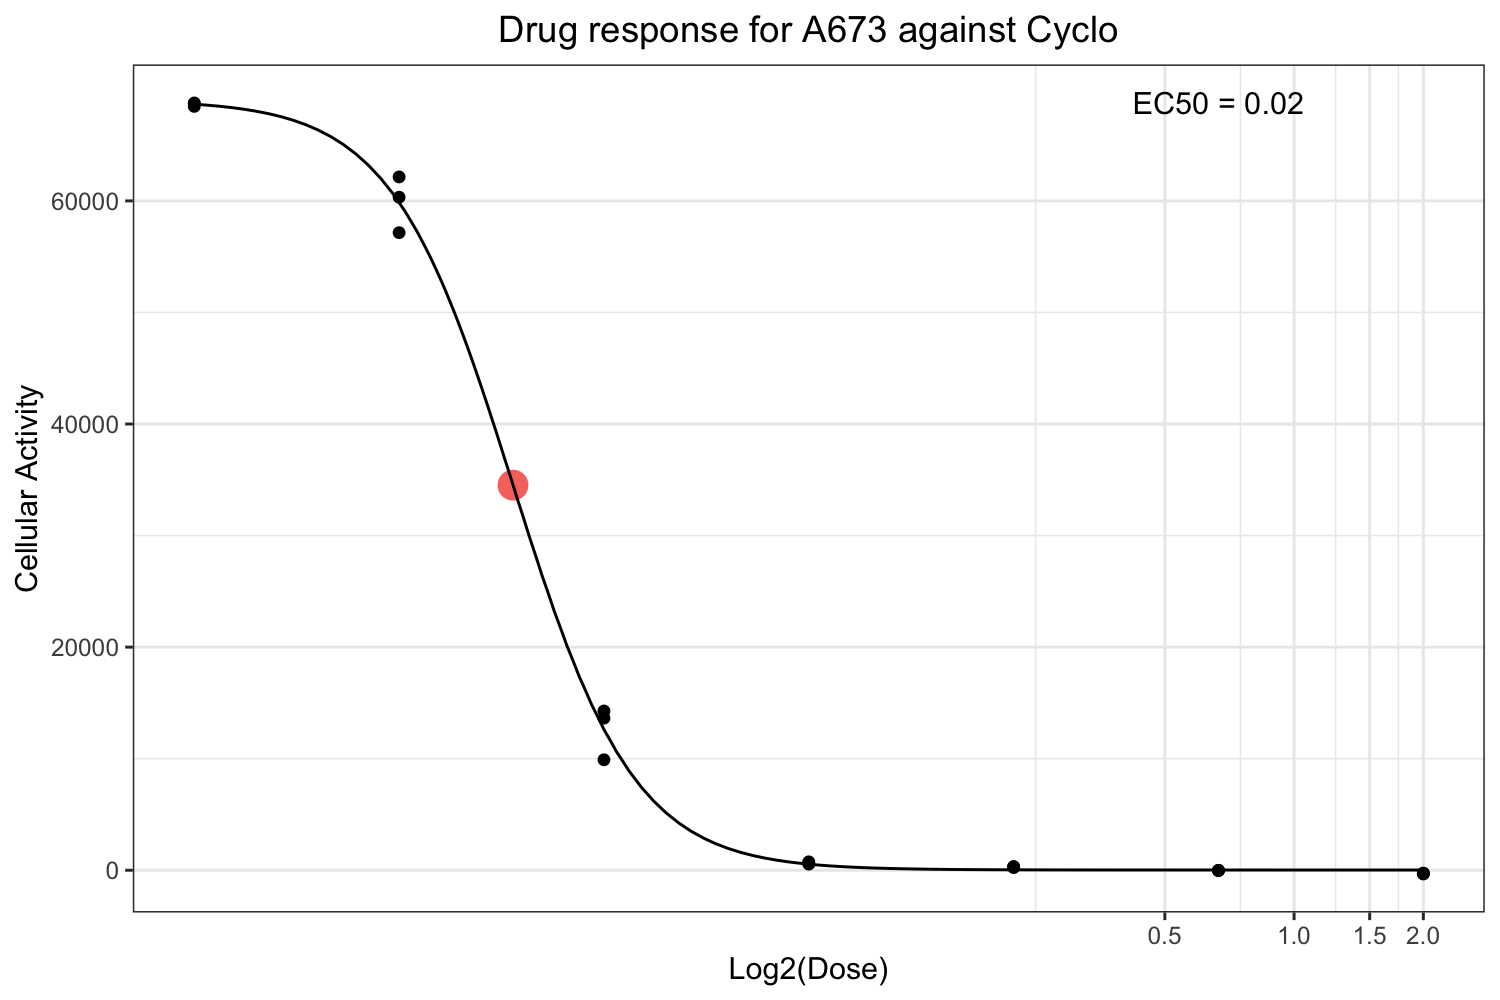 Drug response for A673 against Cyclo
EC50 = 0.02
60000
40000
20000
0
Cellular Activity
0.5 1.0 1.5 2.0
Log2(Dose)